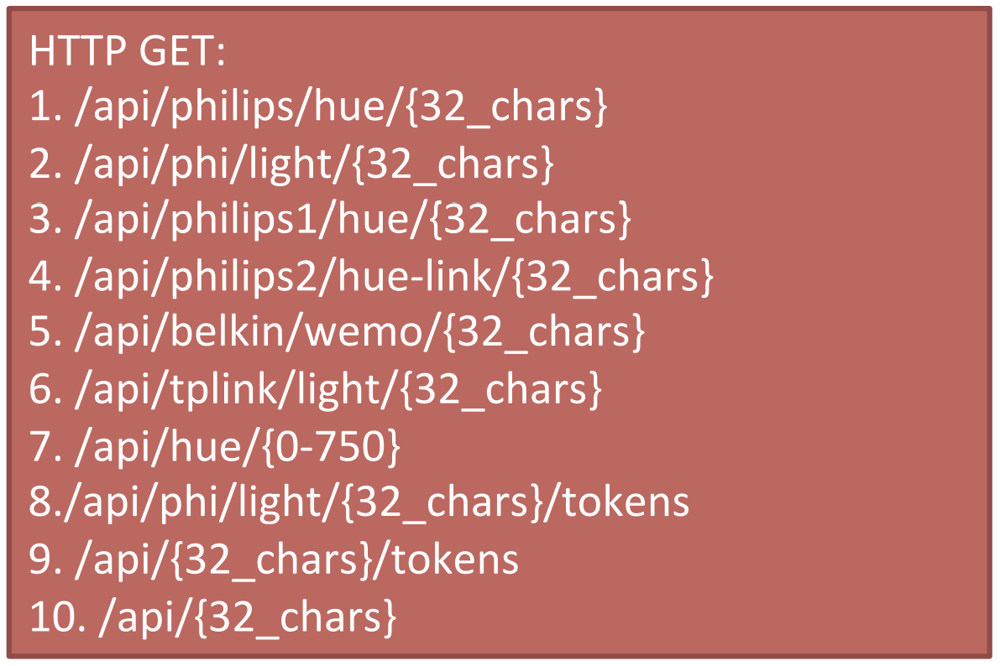 HTTP GET:
1. /api/philips/hue/{32_chars}
2. /api/phi/light/{32_chars}
3. /api/philips1/hue/{32_chars}
4. /api/philips2/hue-link/{32_chars}
5. /api/belkin/wemo/{32_chars}
6. /api/tplink/light/{32_chars}
7. /api/hue/{0-750}
8./api/phi/light/{32_chars}/tokens
9. /api/{32_chars}/tokens
10. /api/{32_chars}